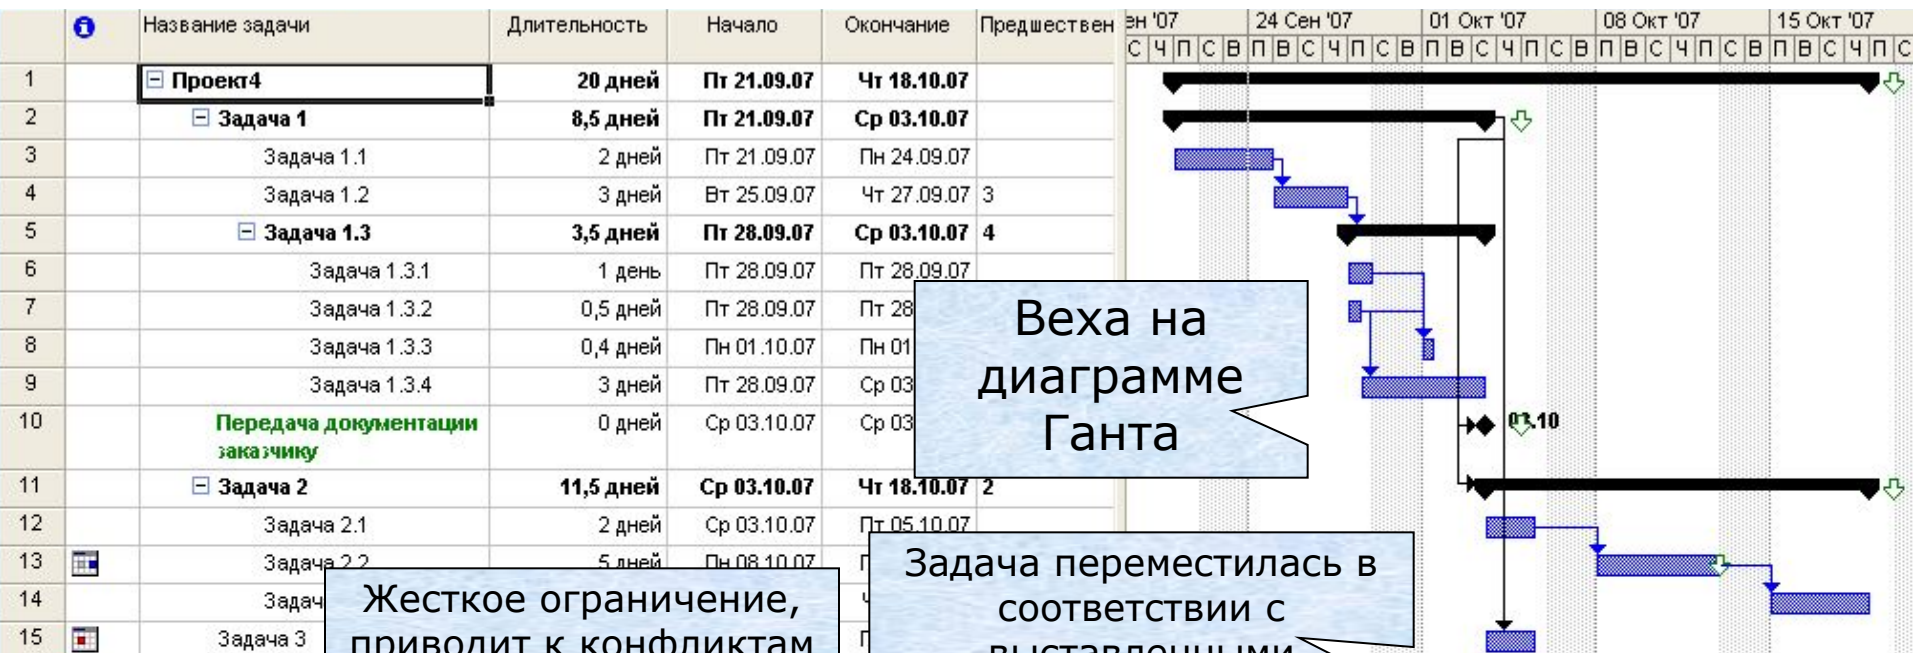 Название задачи Длительность Начало Окончание Предшествен ен '07 24 Сен '07 01 Окт '07 08 Окт '07 15 Окт '07
С Ч П С В П В С Ч П С В П В С Ч П С В П В С Ч П С В П В С Ч П С
1 Проект4 20 дней Пт 21.09.07 Чт 18.10.07
2 Задача 1 8,5 дней Пт 21.09.07 Ср 03.10.07
3 Задача 1.1 2 дней Пт 21.09.07 Пн 24.09.07
4 Задача 1.2 3 дней Вт 25.09.07 Чт 27.09.07 3
5 Задача 1.3 3,5 дней Пт 28.09.07 Ср 03.10.07 4
6 Задача 1.3.1 1 день Пт 28.09.07 Пт 28.09.07
7 Задача 1.3.2 0,5 дней Пт 28.09.07 Пт 28
8 Задача 1.3.3 0,4 дней Пн 01.10.07 Пн 01
9 Задача 1.3.4 3 дней Пт 28.09.07 Ср 03
10 Передача документации 0 дней Ср 03.10.07 Ср 03 03.10
заказчику
Веха на
диаграмме
Ганта
11 Задача 2 11,5 дней Ср 03.10.07 Чт 18.10.07 2
12 Задача 2.1 2 дней Ср 03.10.07 Пт 05.10.07
13 Задача 2.2 5 дней Пн 08.10.07
14 Задач
15 Задача 3
Жесткое ограничение,
приводит к конфликтам
Задача переместилась в
соответствии с
выставленными